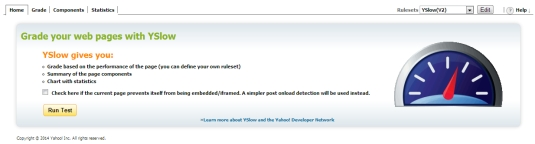 Home Grade Components Statistics Rulesets YSlow(V2) Edit Help
Grade your web pages with YSlow
YSlow gives you:
Grade based on the performance of the page (you can define your own ruleset)
Summary of the page components
Chart with statistics
Check here if the current page prevents itself from being embedded/iframed. A simpler post onload detection will be used instead.
Run Test
»Learn more about YSlow and the Yahoo! Developer Network
Copyright © 2014 Yahoo! Inc. All rights reserved.